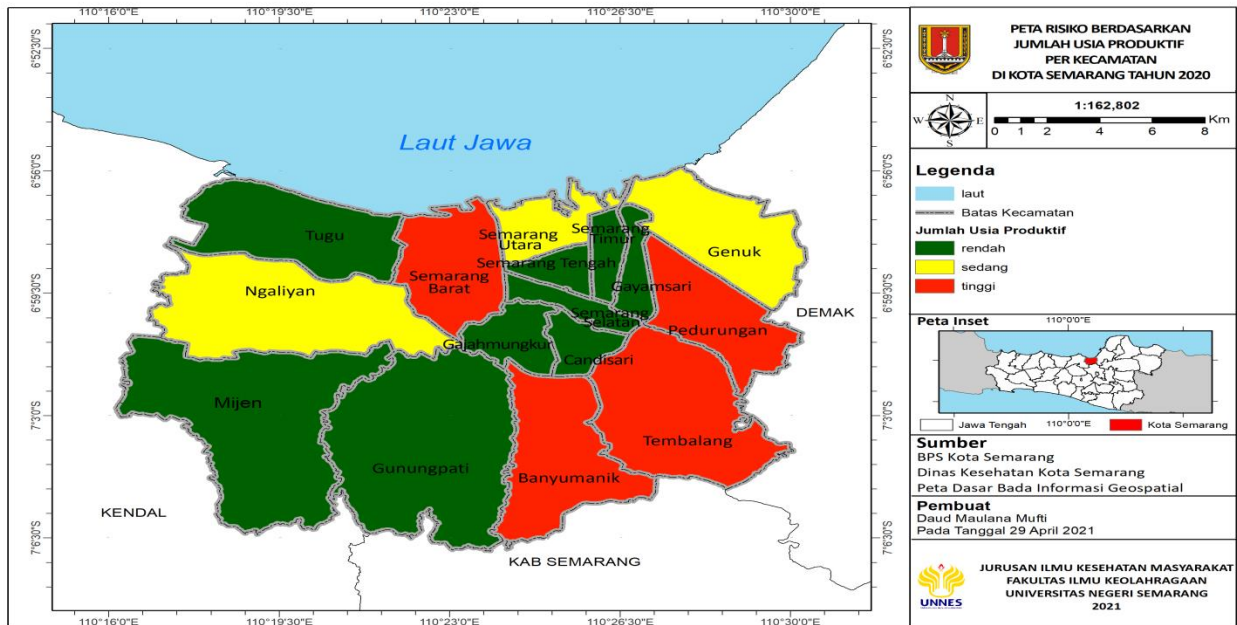 110°16'0"E 110°19'30"E 110°23'0"E 110°26'30"E 110°30'0"E
6°52'30"S
6°56'0"S
6°59'30"S
7°3'0"S
7°6'30"S
Laut Jawa
Tugu
Semarang
Barat
Semarang
Utara
Semarang
Timur
Semarang Tengah
Genuk
Ngaliyan
Gayamsari
Semarang
Selatan
Pedurungan
DEMAK
Gajahmungkur
Candisari
Mijen
Gunungpati
Tembalang
Banyumanik
KENDAL
KAB SEMARANG
6°52'30"S
6°56'0"S
6°59'30"S
7°3'0"S
7°6'30"S
110°16'0"E 110°19'30"E 110°23'0"E 110°26'30"E 110°30'0"E
PETA RISIKO BERDASARKAN
JUMLAH USIA PRODUKTIF
PER KECAMATAN
DI KOTA SEMARANG TAHUN 2020
N
W E
S
1:162,802
0 1 2 4 6 8 Km
Legenda
laut
Batas Kecamatan
Jumlah Usia Produktif
rendah
sedang
tinggi
Peta Inset
110°0'0"E
Jawa Tengah 110°0'0"E Kota Semarang
Sumber
BPS Kota Semarang
Dinas Kesehatan Kota Semarang
Peta Dasar Bada Informasi Geospatial
Pembuat
Daud Maulana Mufti
Pada Tanggal 29 April 2021
UNNES
JURUSAN ILMU KESEHATAN MASYARAKAT
FAKULTAS ILMU KEOLAHRAGAAN
UNIVERSITAS NEGERI SEMARANG
2021